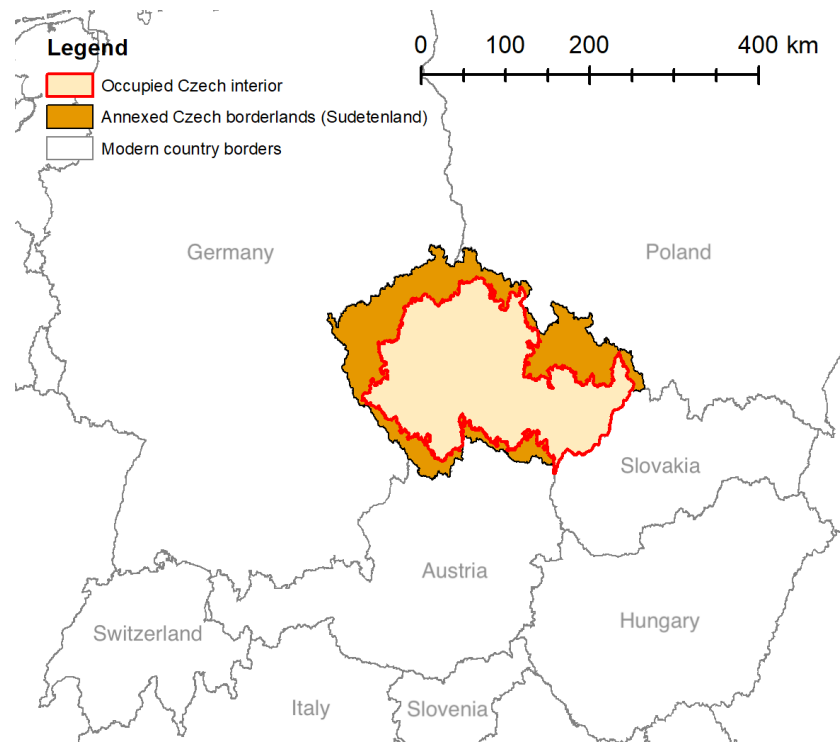 Legend
0 100 200 400 km
Occupied Czech interior
Annexed Czech borderlands (Sudetenland)
Modern country borders
Germany
Poland
Slovakia
Austria
Hungary
Switzerland
Italy
Slovenia